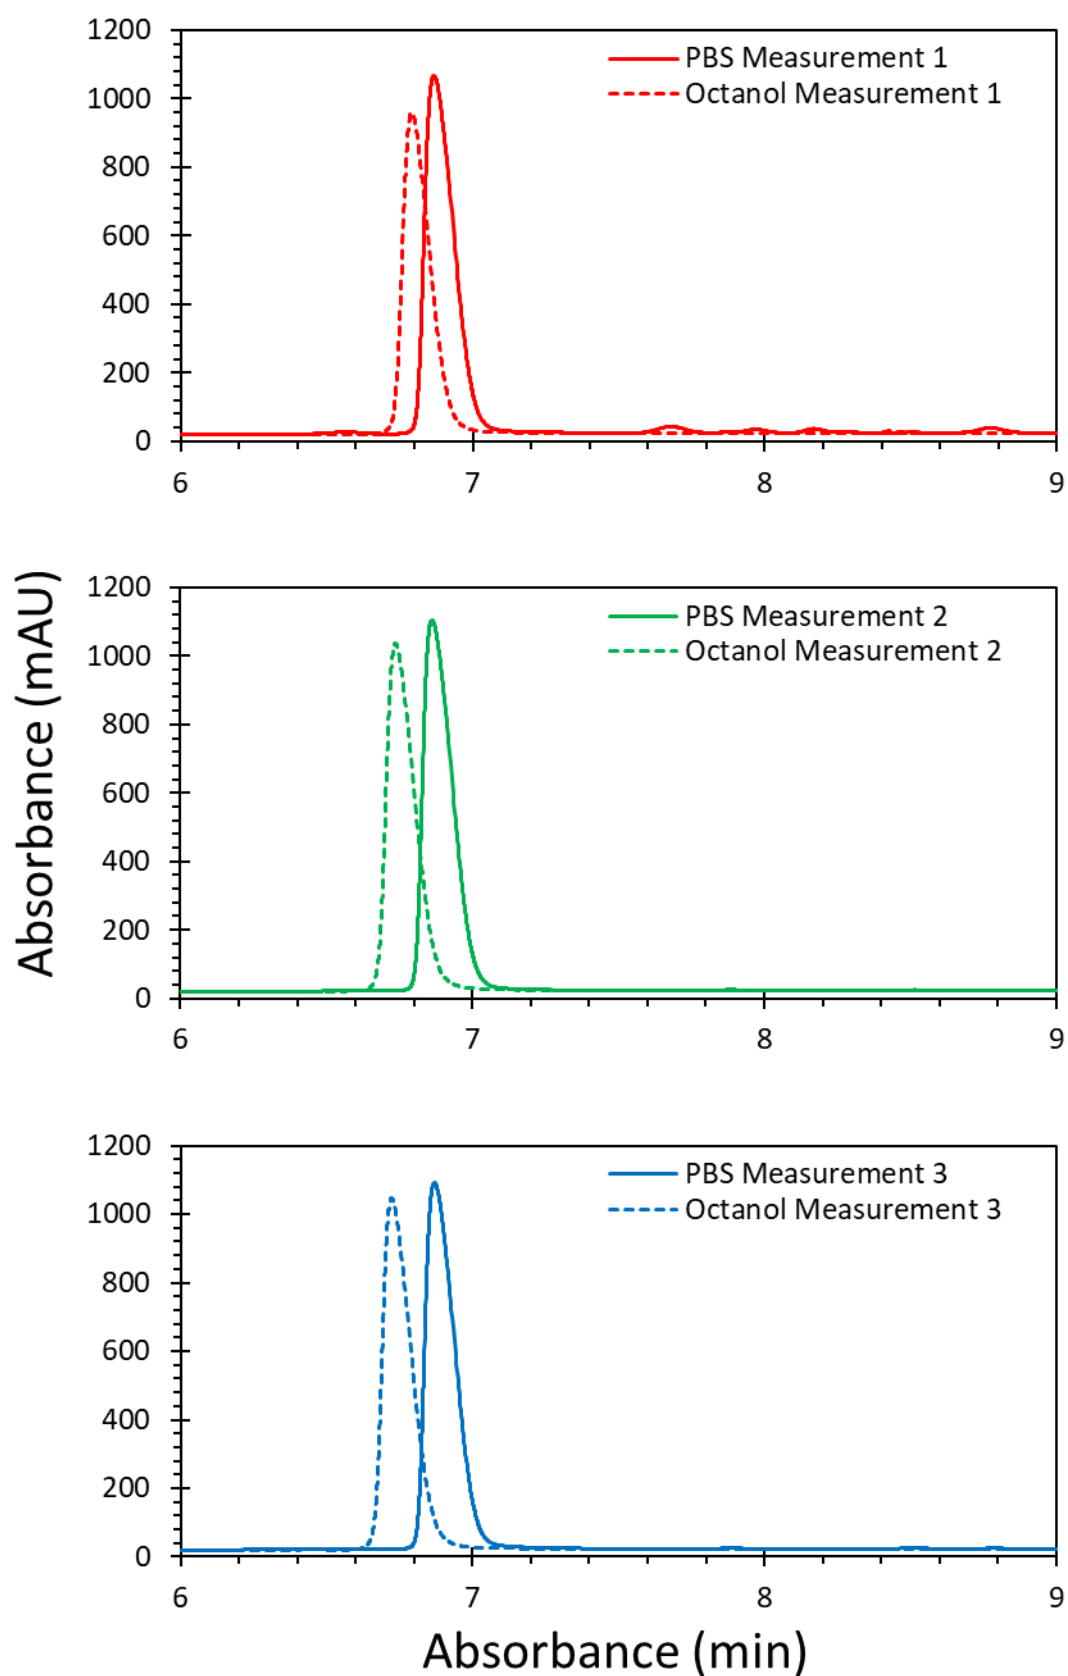 1200
1000
800
600
400
200
0
6 7 8 9
PBS Measurement 1
Octanol Measurement 1
Absorbance (mAU)
1200
1000
800
600
400
200
0
6 7 8 9
PBS Measurement 2
Octanol Measurement 2
1200
1000
800
600
400
200
0
6 7 8 9
PBS Measurement 3
Octanol Measurement 3
Absorbance (min)